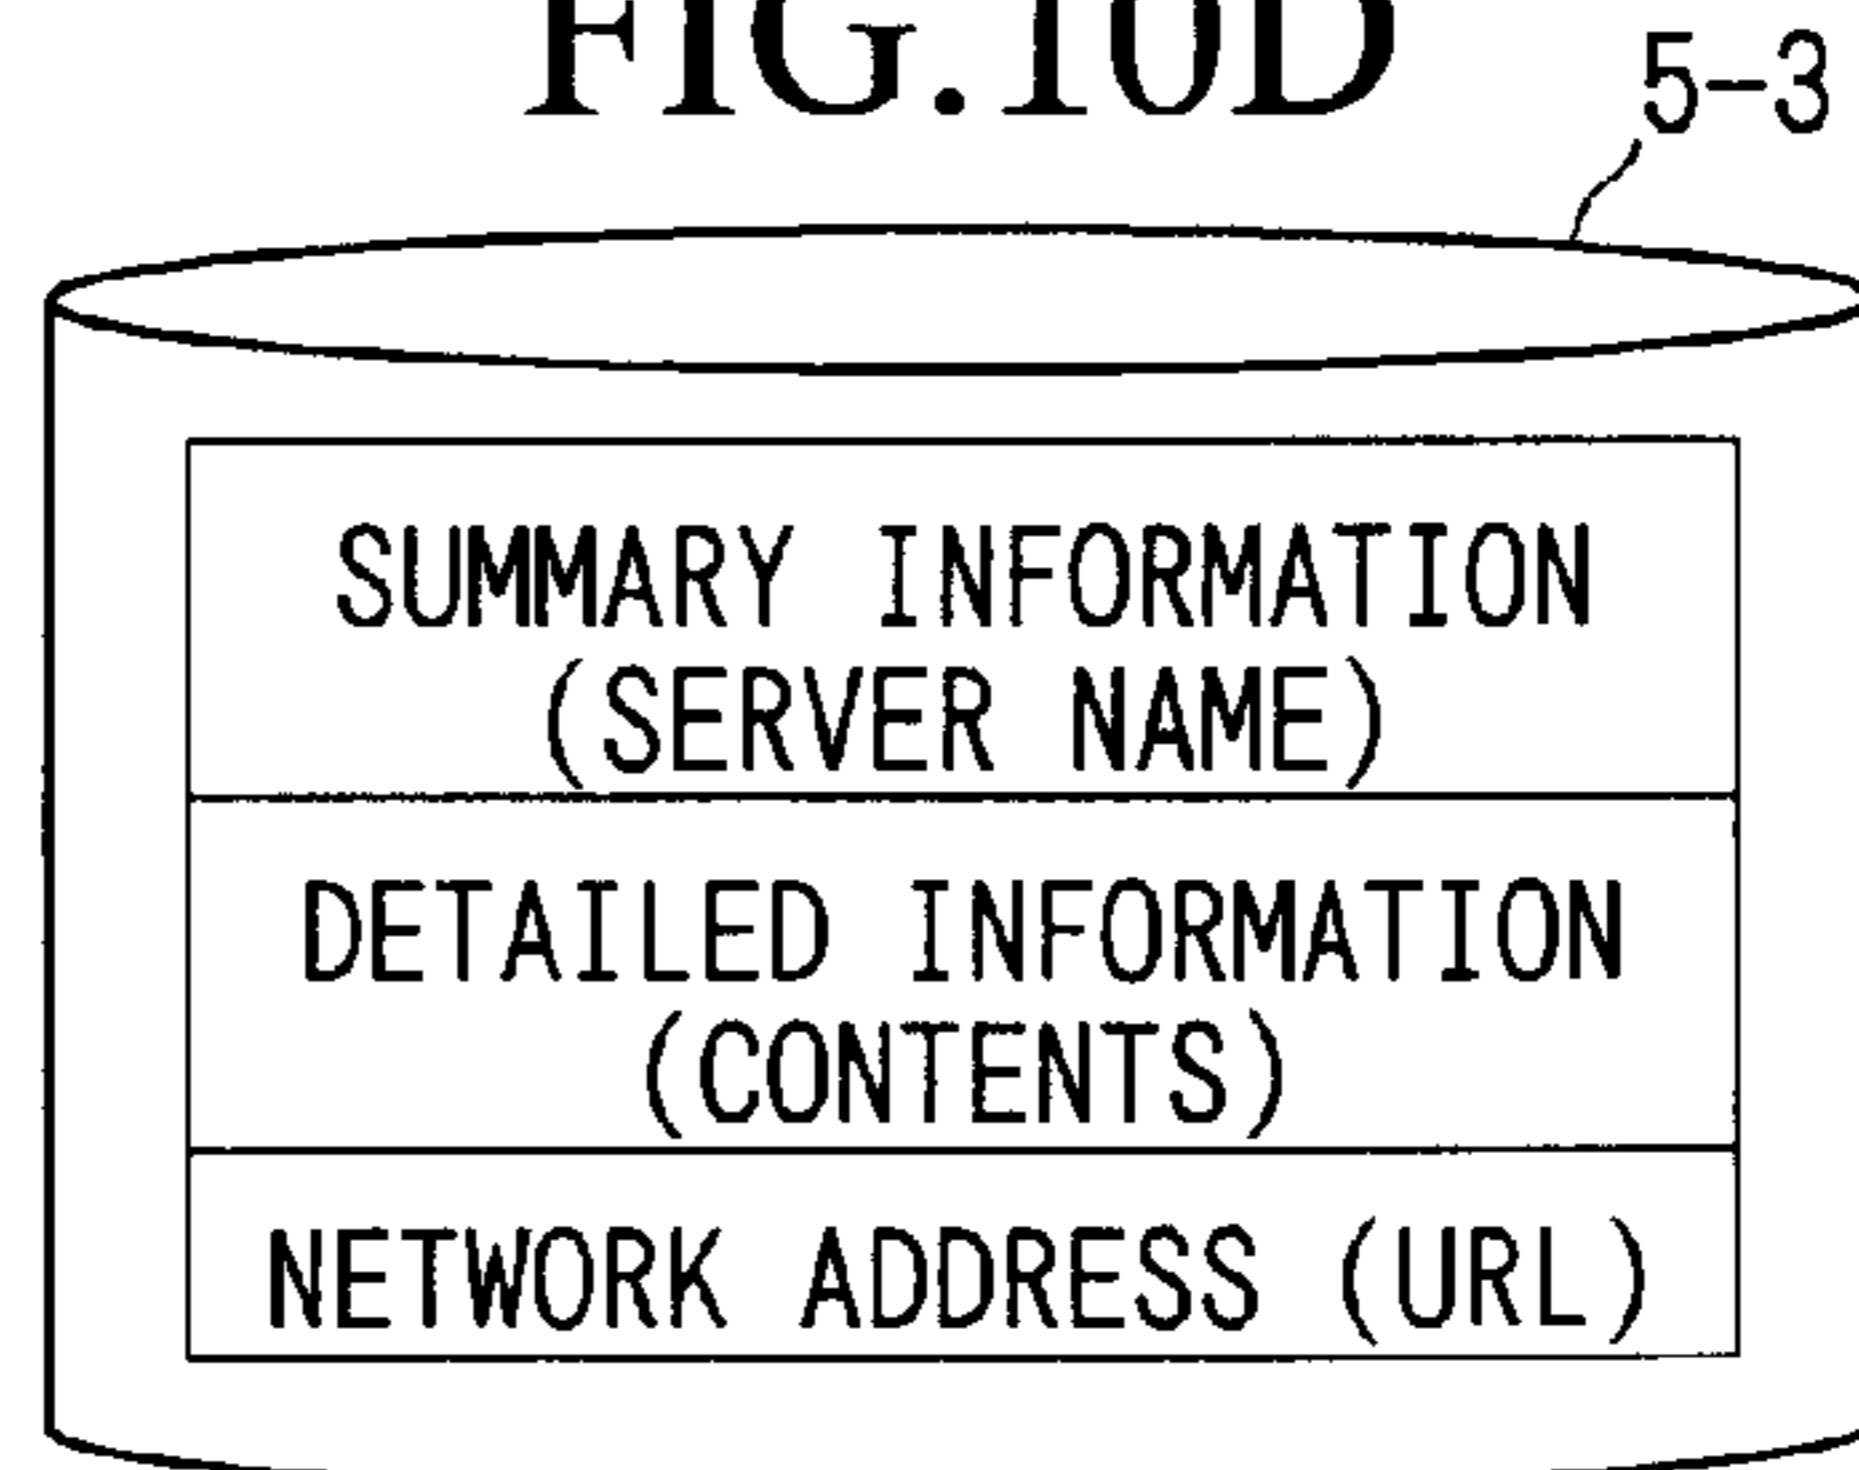 FIG.10D
5-3
SUMMARY INFORMATION
(SERVER NAME)
DETAILED INFORMATION
(CONTENTS)
NETWORK ADDRESS (URL)